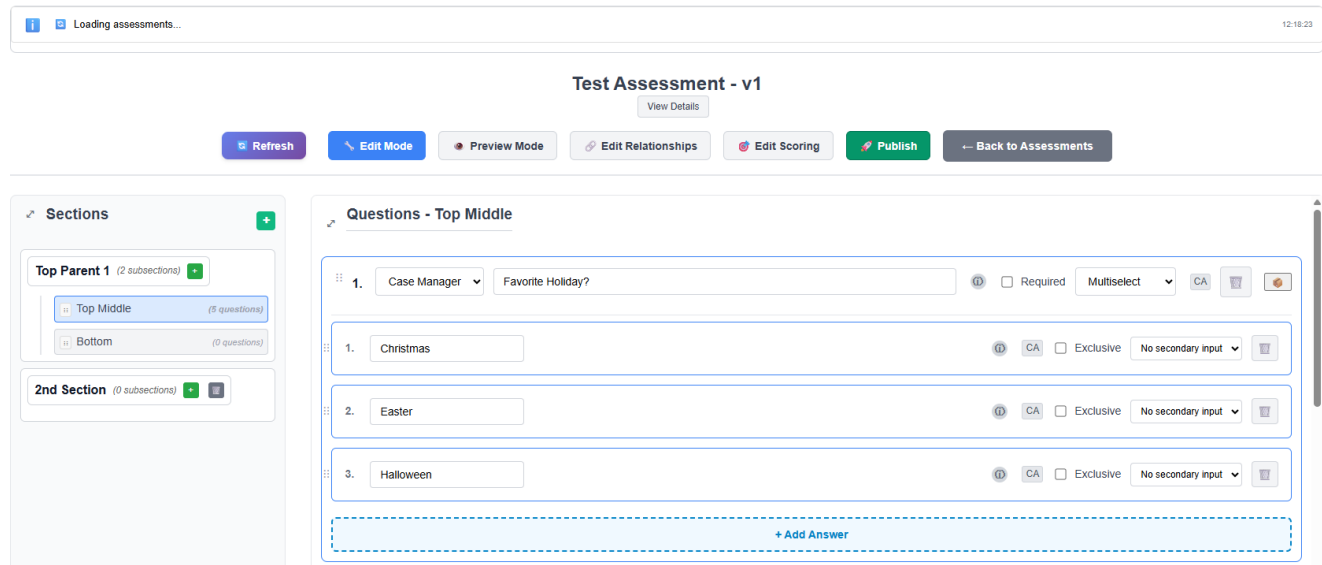 Loading assessments...
12:18:23
Test Assessment - v1
View Details
Refresh
Edit Mode
Preview Mode
Edit Relationships
Edit Scoring
Publish
← Back to Assessments
Sections
+
Top Parent 1 (2 subsections) +
Top Middle (5 questions)
Bottom (0 questions)
2nd Section (0 subsections) +
Questions - Top Middle
1. Case Manager Favorite Holiday? Required Multiselect CA
1. Christmas CA Exclusive No secondary input
2. Easter CA Exclusive No secondary input
3. Halloween CA Exclusive No secondary input
+ Add Answer